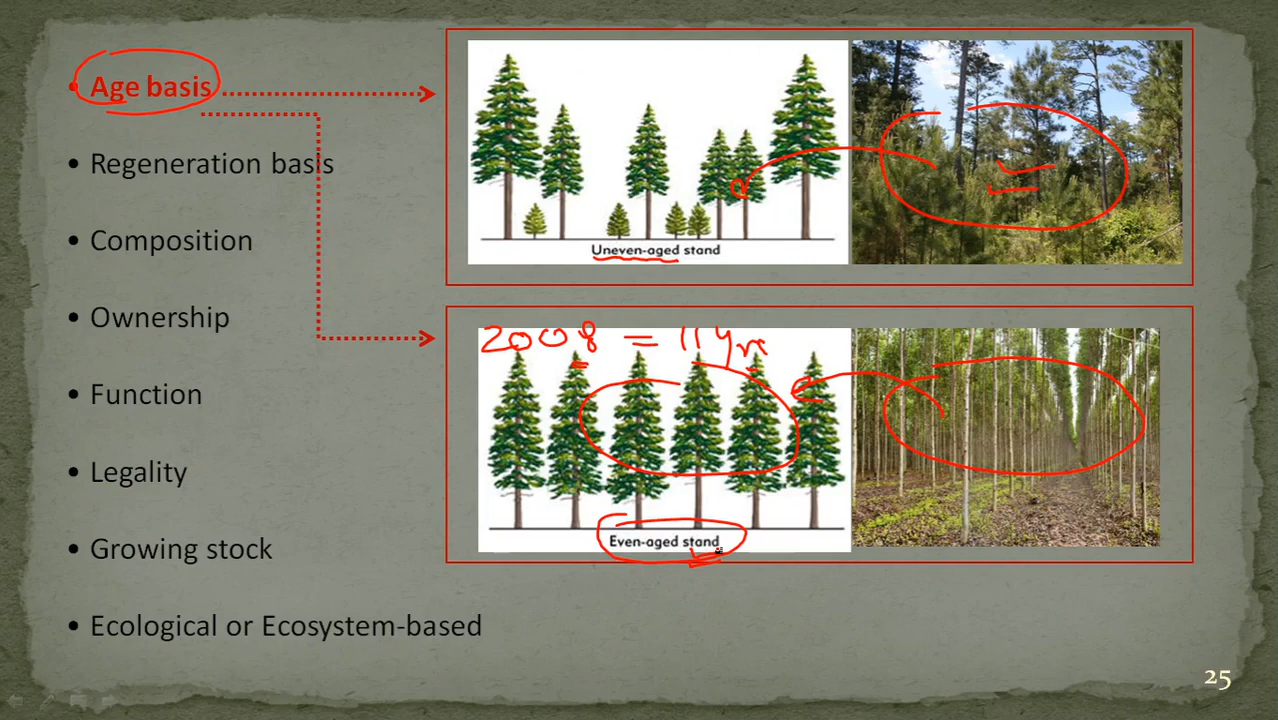 • Age basis
• Regeneration basis
• Composition
• Ownership
• Function
• Legality
• Growing stock
• Ecological or Ecosystem-based
Uneven-aged stand
2008 = 11 yrs
Even-aged stand
25